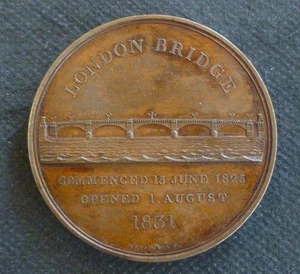 LONDON BRIDGE
COMMENCED 15 JUNE 1825
OPENED 1 AUGUST
1831